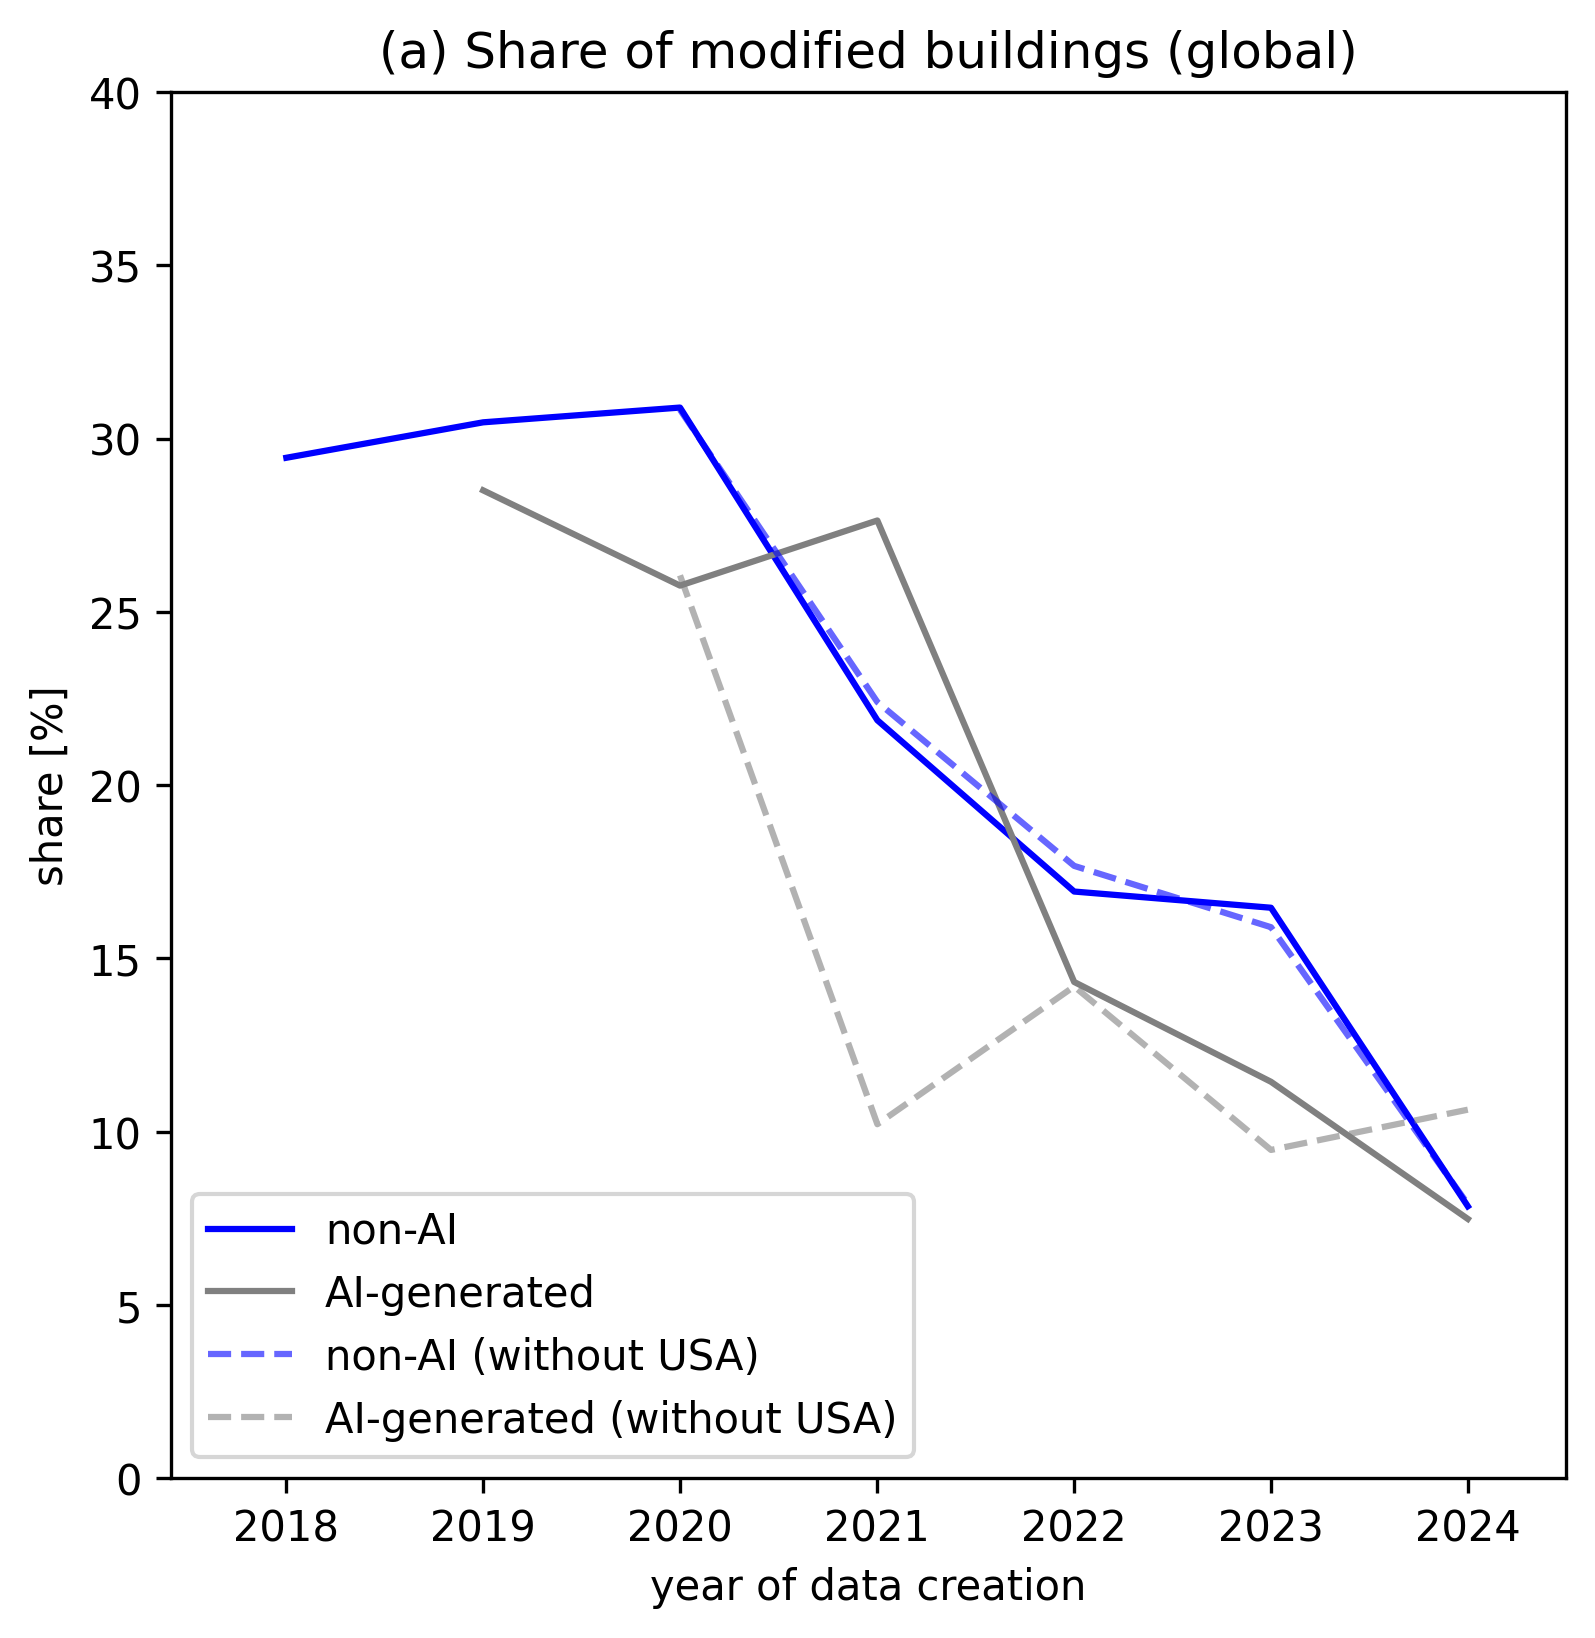 (a) Share of modified buildings (global)
40
35
30
25
20
15
10
5
0
share [%]
non-AI
AI-generated
non-AI (without USA)
AI-generated (without USA)
2018 2019 2020 2021 2022 2023 2024
year of data creation